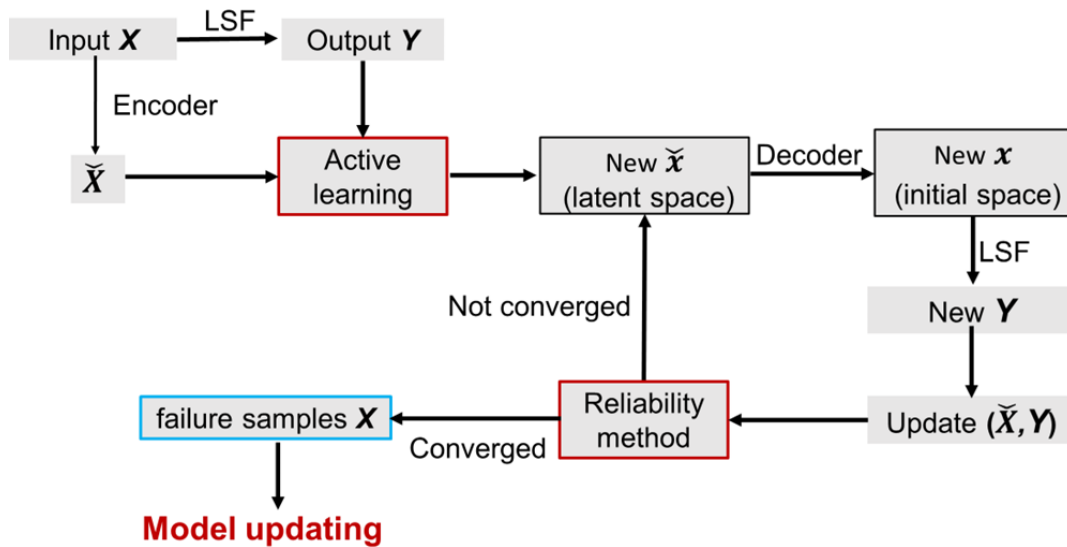 Input X
LSF
Output Y
Encoder
X̌
Active
learning
New x̌
(latent space)
Decoder
New x
(initial space)
LSF
New Y
Not converged
Update (X̌, Y)
Reliability
method
Converged
failure samples X
Model updating